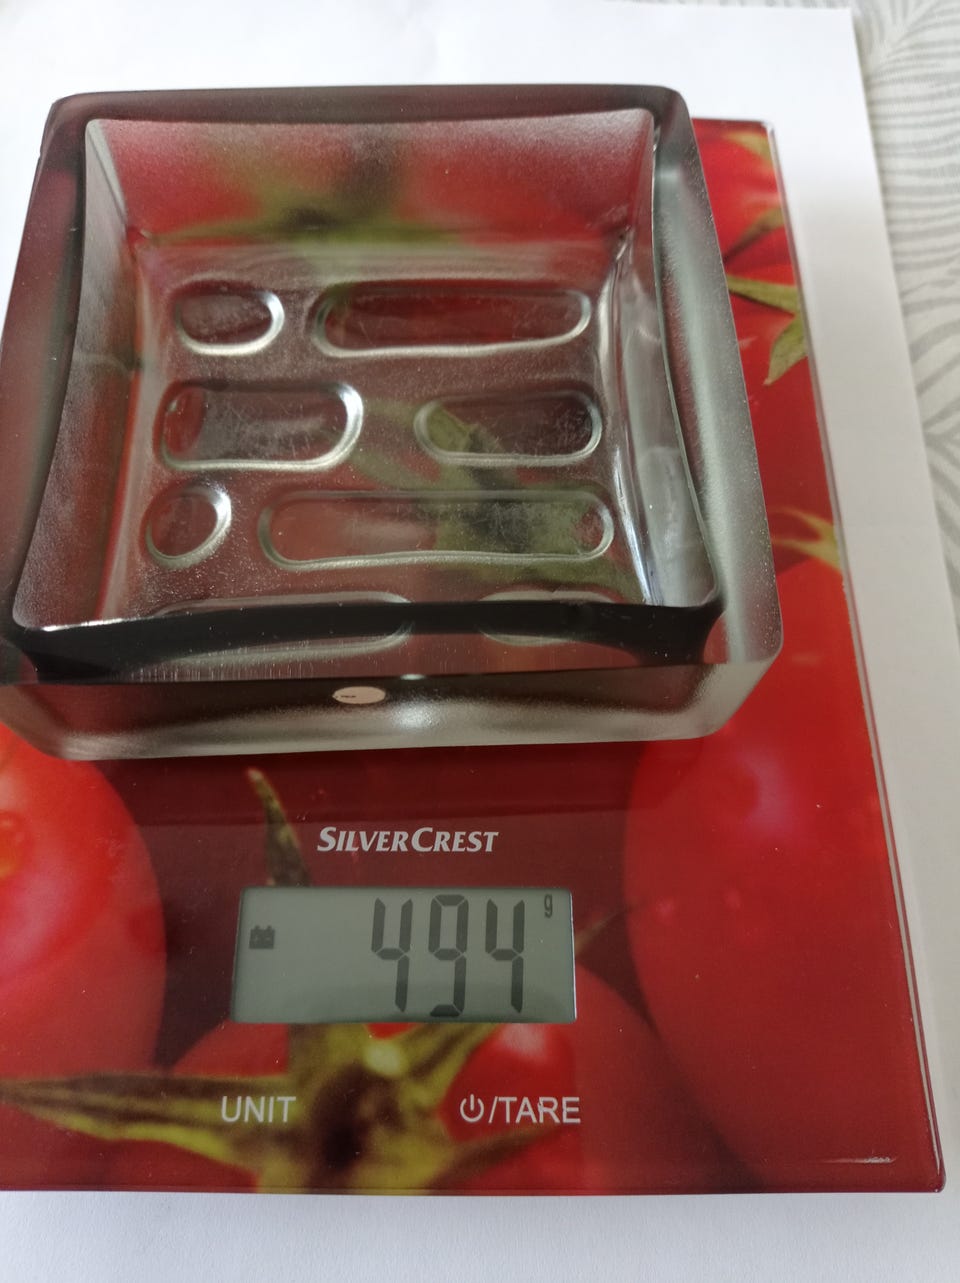 SILVERCREST
494 g
UNIT
/TARE